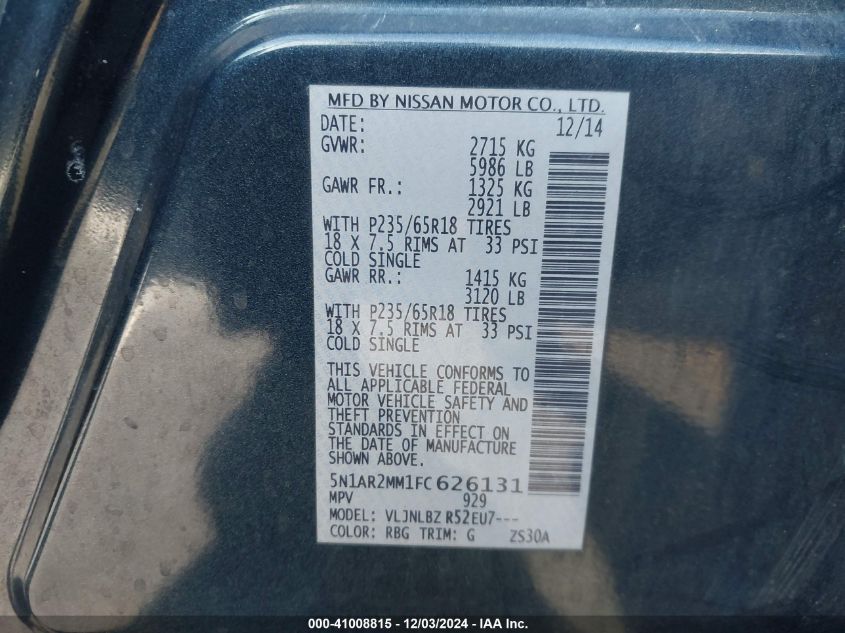 MFD BY NISSAN MOTOR CO., LTD.
DATE: 12/14
GVWR: 2715 KG
5986 LB
GAWR FR.: 1325 KG
2921 LB
WITH P235/65R18 TIRES
18 X 7.5 RIMS AT 33 PSI
COLD SINGLE
GAWR RR.: 1415 KG
3120 LB
WITH P235/65R18 TIRES
18 X 7.5 RIMS AT 33 PSI
COLD SINGLE
THIS VEHICLE CONFORMS TO
ALL APPLICABLE FEDERAL
MOTOR VEHICLE SAFETY AND
THEFT PREVENTION
STANDARDS IN EFFECT ON
THE DATE OF MANUFACTURE
SHOWN ABOVE.
5N1AR2MM1FC626131
MPV 929
MODEL: VLJNLBZ R52EU7---
COLOR: RBG TRIM: G ZS30A
000-41008815 - 12/03/2024 - IAA Inc.